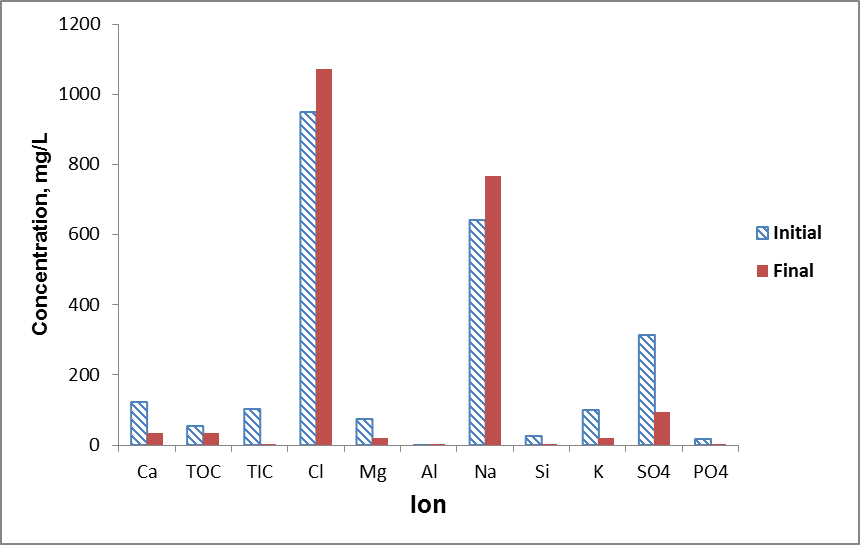 1200
1000
800
600
400
200
0
Concentration, mg/L
Ca TOC TIC Cl Mg Al Na Si K SO4 PO4
Ion
Initial
Final